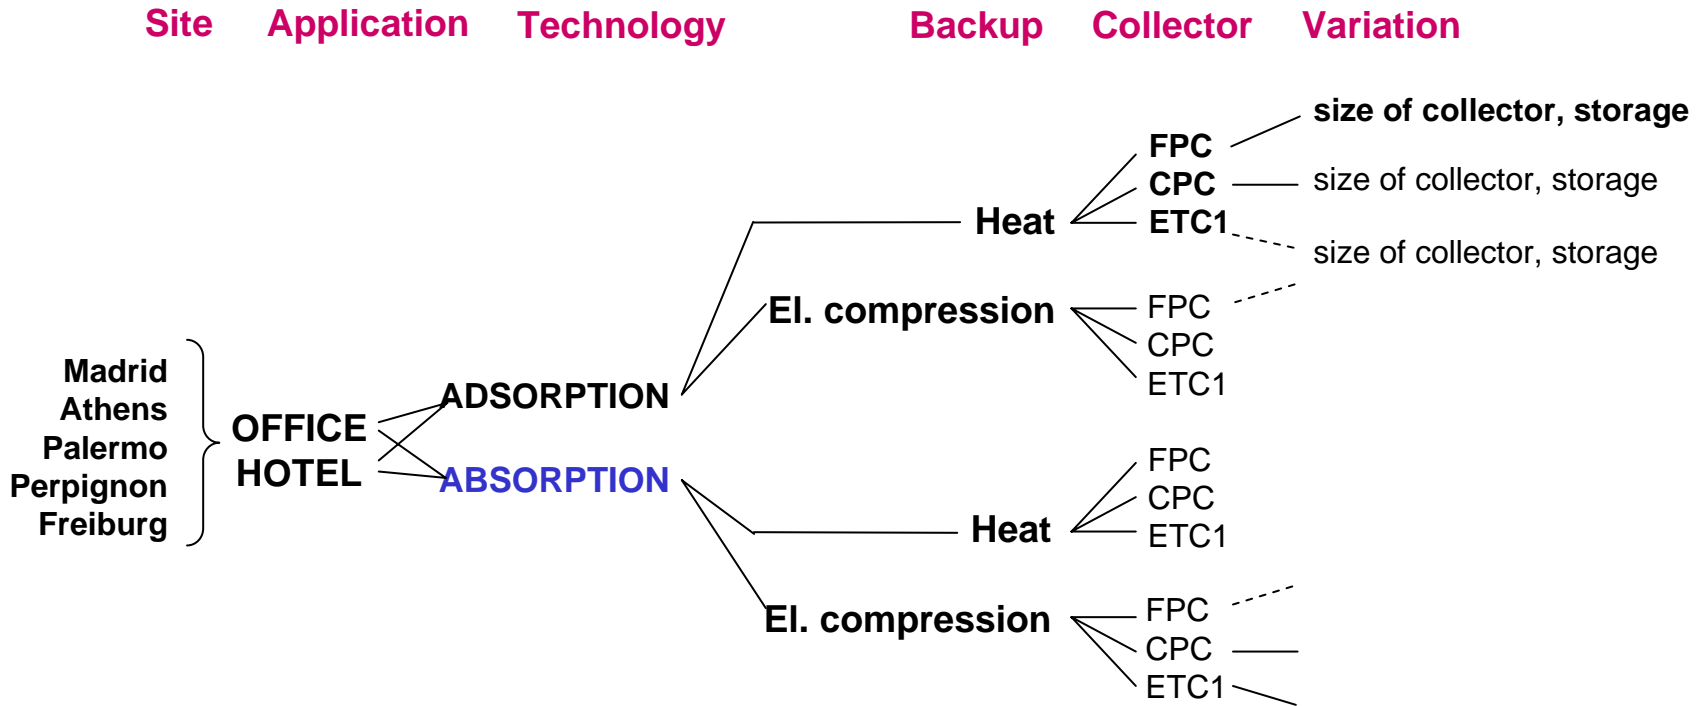 Site Application Technology Backup Collector Variation
size of collector, storage
FPC
CPC
size of collector, storage
Heat
ETC1
size of collector, storage
El. compression
FPC
CPC
ETC1
Madrid
Athens
Palermo
Perpignon
Freiburg
OFFICE
HOTEL
ADSORPTION
ABSORPTION
FPC
CPC
Heat
ETC1
El. compression
FPC
CPC
ETC1